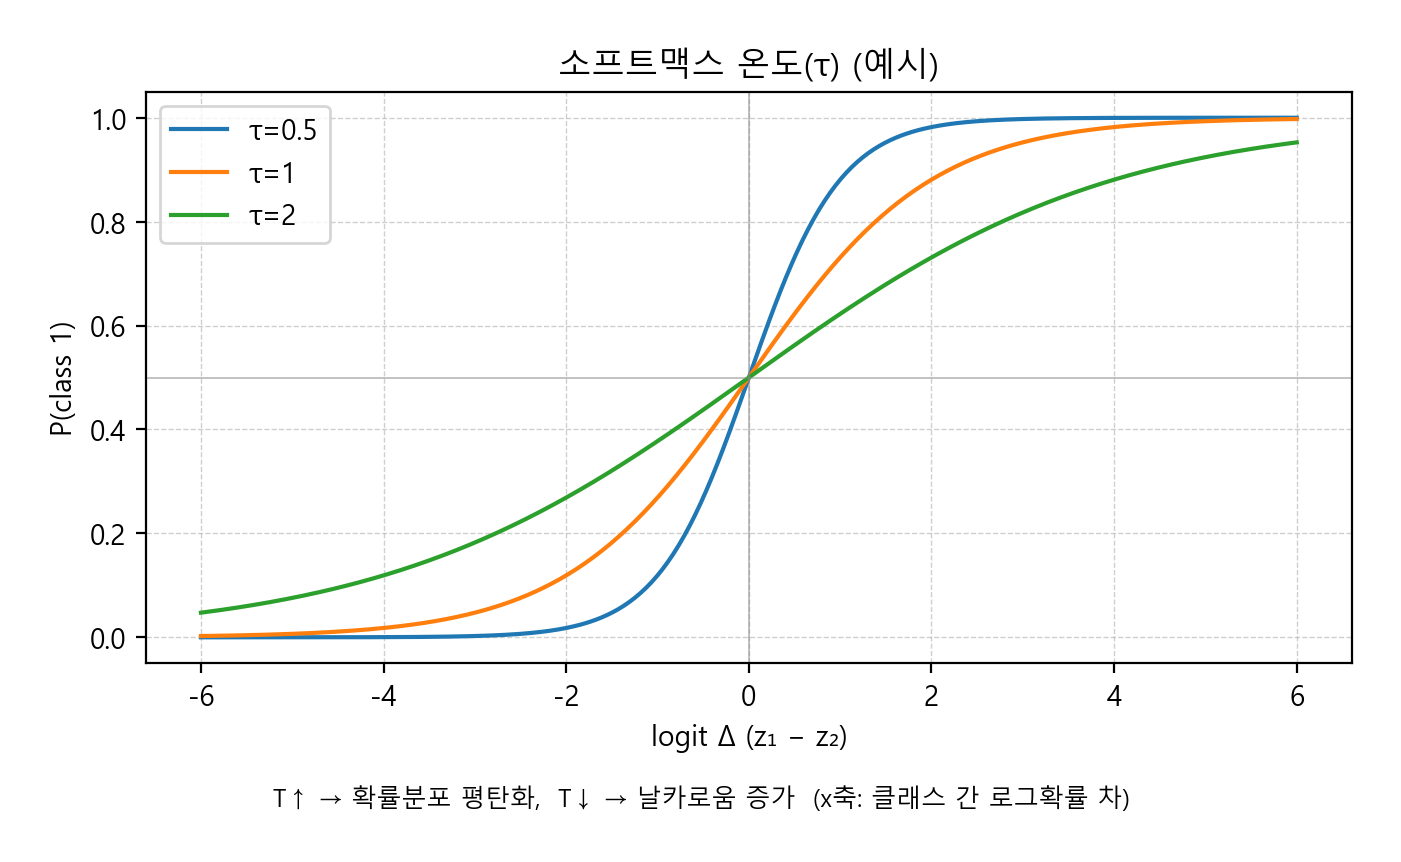 소프트맥스 온도(τ) (예시)
τ=0.5
τ=1
τ=2
1.0
0.8
0.6
0.4
0.2
0.0
P(class 1)
-6 -4 -2 0 2 4 6
logit Δ (z₁ − z₂)
T↑ → 확률분포 평탄화, T↓ → 날카로움 증가 (x축: 클래스 간 로그확률 차)